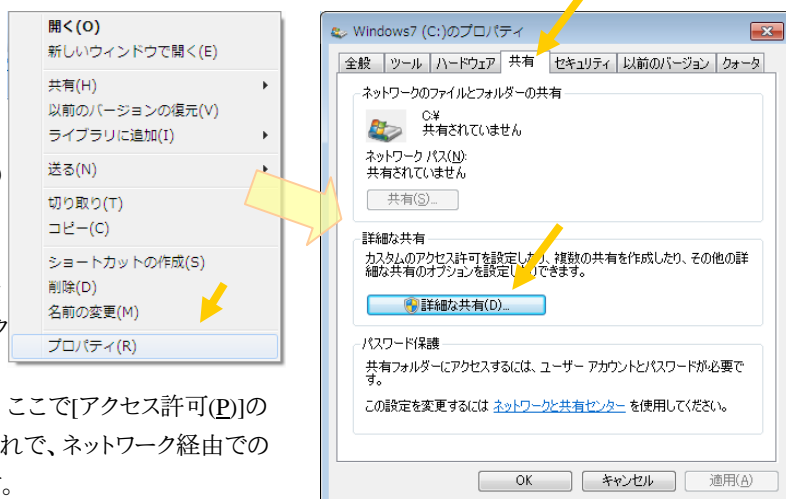 開く(O)
新しいウィンドウで開く(E)
共有(H)
以前のバージョンの復元(V)
ライブラリに追加(I)
送る(N)
切り取り(T)
コピー(C)
ショートカットの作成(S)
削除(D)
名前の変更(M)
プロパティ(R)
ク
ここで[アクセス許可(P)]の
れで、ネットワーク経由での
。
Windows7 (C:)のプロパティ
全般 ツール ハードウェア 共有 セキュリティ 以前のバージョン クォータ
ネットワークのファイルとフォルダーの共有
C:¥
共有されていません
ネットワーク パス(N):
共有されていません
共有(S)...
詳細な共有
カスタムのアクセス許可を設定したり、複数の共有を作成したり、その他の詳
細な共有のオプションを設定したりできます。
詳細な共有(D)...
パスワード保護
共有フォルダーにアクセスするには、ユーザー アカウントとパスワードが必要で
す。
この設定を変更するには ネットワークと共有センター を使用してください。
OK キャンセル 適用(A)